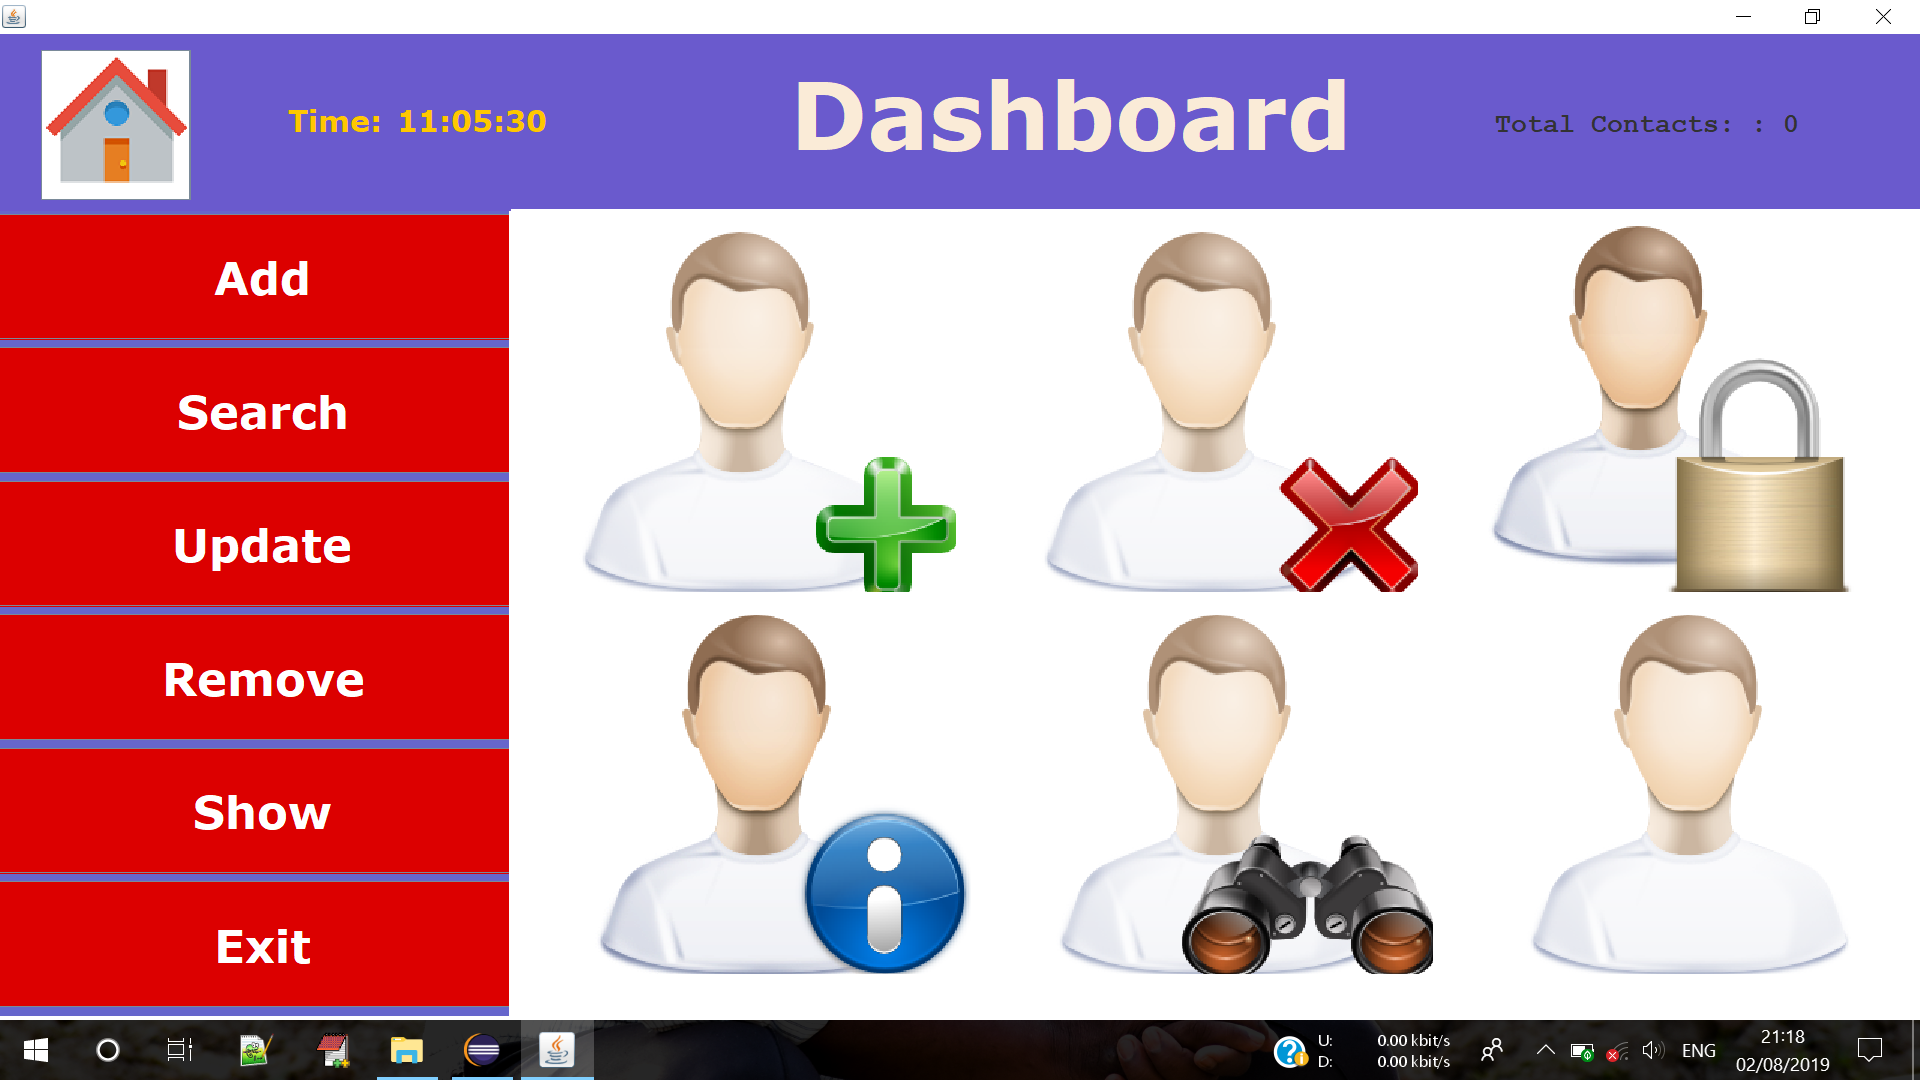 Time: 11:05:30
Dashboard
Total Contacts: : 0
Add
Search
Update
Remove
Show
Exit
U: 0.00 kbit/s
D: 0.00 kbit/s
ENG
21:18
02/08/2019